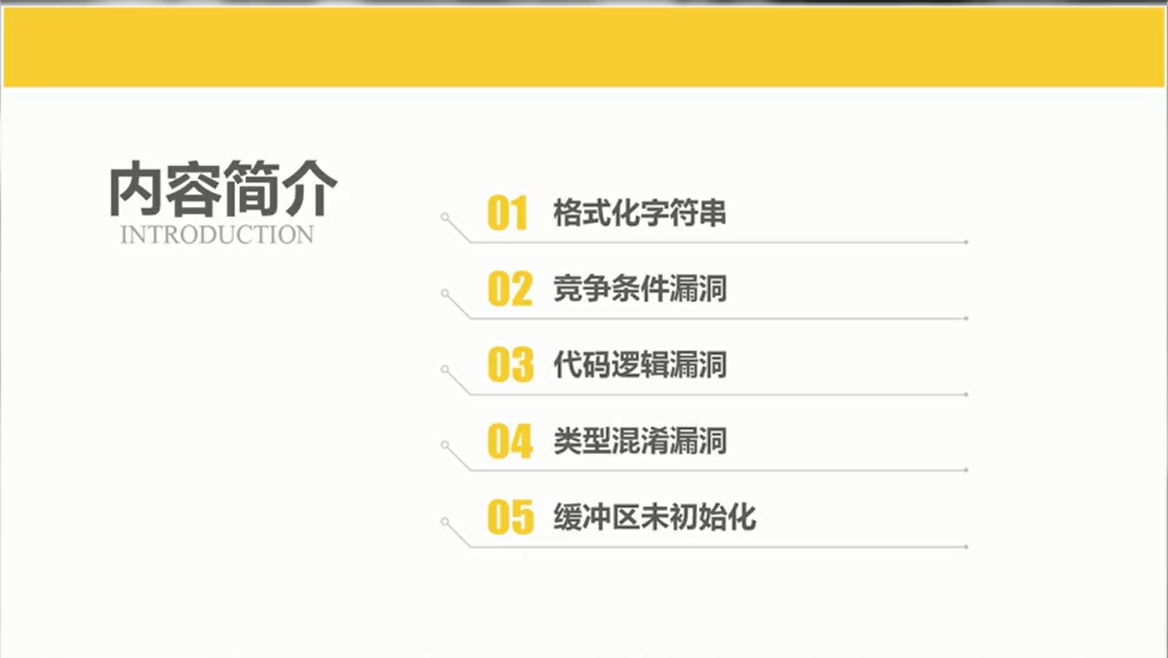 内容简介
INTRODUCTION
01 格式化字符串
02 竞争条件漏洞
03 代码逻辑漏洞
04 类型混淆漏洞
05 缓冲区未初始化